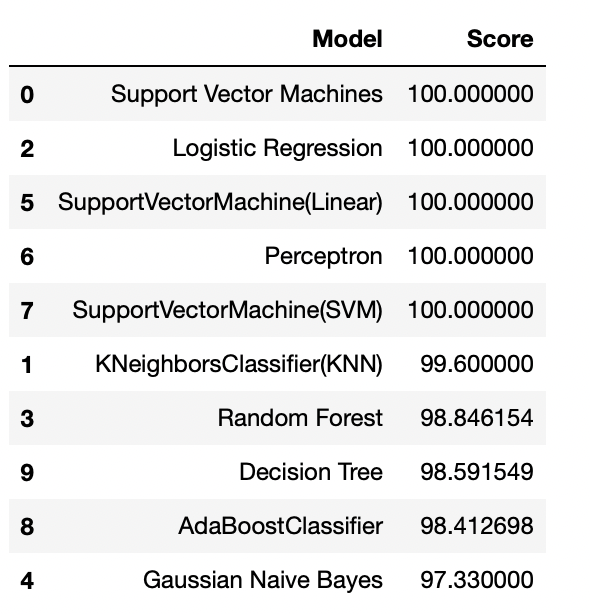 Model Score
0 Support Vector Machines 100.000000
2 Logistic Regression 100.000000
5 SupportVectorMachine(Linear) 100.000000
6 Perceptron 100.000000
7 SupportVectorMachine(SVM) 100.000000
1 KNeighborsClassifier(KNN) 99.600000
3 Random Forest 98.846154
9 Decision Tree 98.591549
8 AdaBoostClassifier 98.412698
4 Gaussian Naive Bayes 97.330000